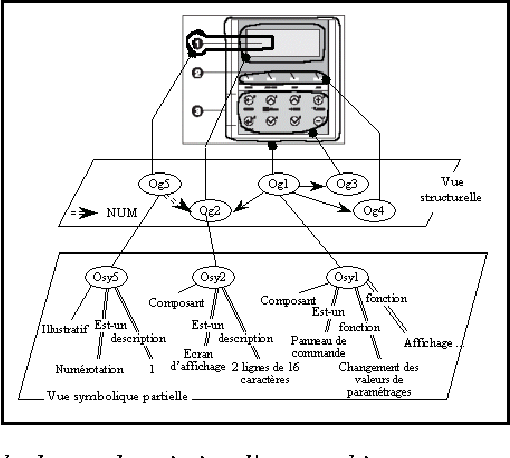 1
2
3
Og5
Og1
Og3
Vue
structurelle
NUM
Og2
Og4
Osy5
Osy2
Osy1
Composant
Composant
fonction
Illustratif
Est-un
description
Est-un
description
Est-un
fonction
Affichage
Numérotation
1
Ecran
d'affichage
2 lignes de 16
caractères
Panneau de
commande
Changement des
valeurs de
paramétrages
Vue symbolique partielle